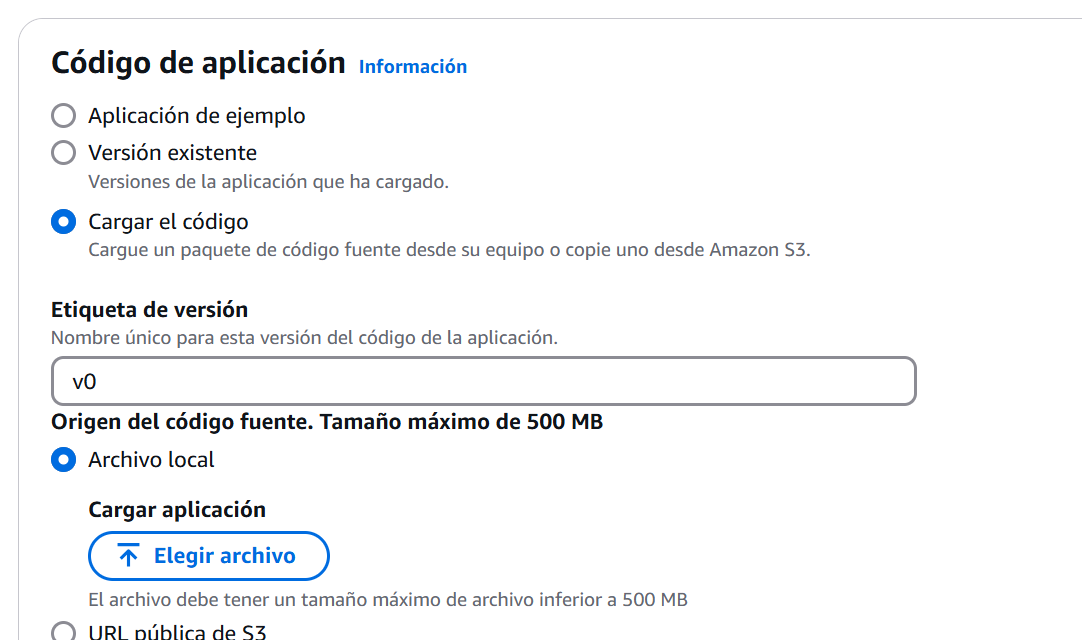 Código de aplicación Información
Aplicación de ejemplo
Versión existente
Versiones de la aplicación que ha cargado.
Cargar el código
Cargue un paquete de código fuente desde su equipo o copie uno desde Amazon S3.
Etiqueta de versión
Nombre único para esta versión del código de la aplicación.
v0
Origen del código fuente. Tamaño máximo de 500 MB
Archivo local
Cargar aplicación
Elegir archivo
El archivo debe tener un tamaño máximo de archivo inferior a 500 MB
URL pública de S3